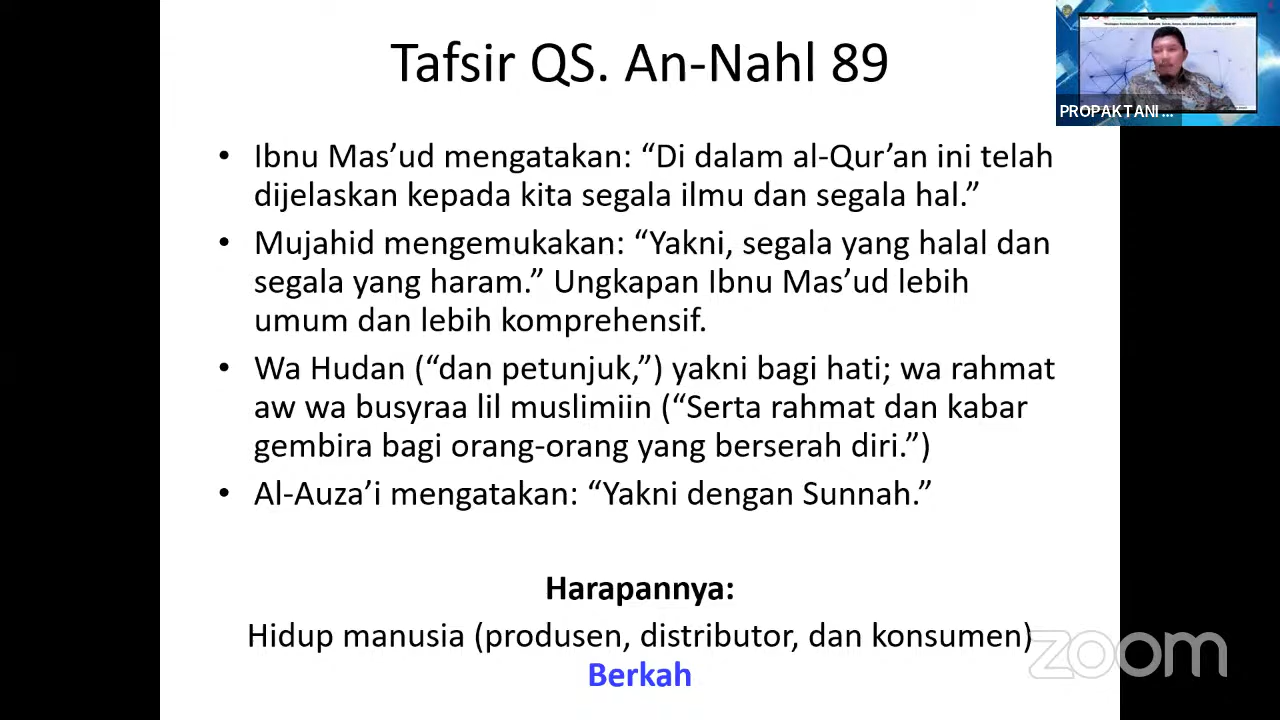 Tafsir QS. An-Nahl 89
PROPAKTANI ...
• Ibnu Mas’ud mengatakan: “Di dalam al-Qur’an ini telah
dijelaskan kepada kita segala ilmu dan segala hal.”
• Mujahid mengemukakan: “Yakni, segala yang halal dan
segala yang haram.” Ungkapan Ibnu Mas’ud lebih
umum dan lebih komprehensif.
• Wa Hudan (“dan petunjuk,”) yakni bagi hati; wa rahmat
aw wa busyraa lil muslimiin (“Serta rahmat dan kabar
gembira bagi orang-orang yang berserah diri.”)
• Al-Auza’i mengatakan: “Yakni dengan Sunnah.”
Harapannya:
Hidup manusia (produsen, distributor, dan konsumen)
Berkah
zoom